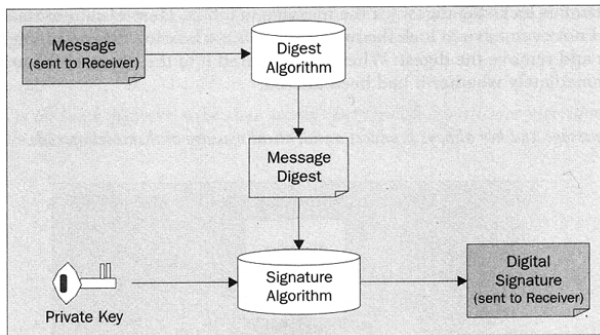 Message
(sent to Receiver)
Digest
Algorithm
Message
Digest
Signature
Algorithm
Digital
Signature
(sent to Receiver)
Private Key